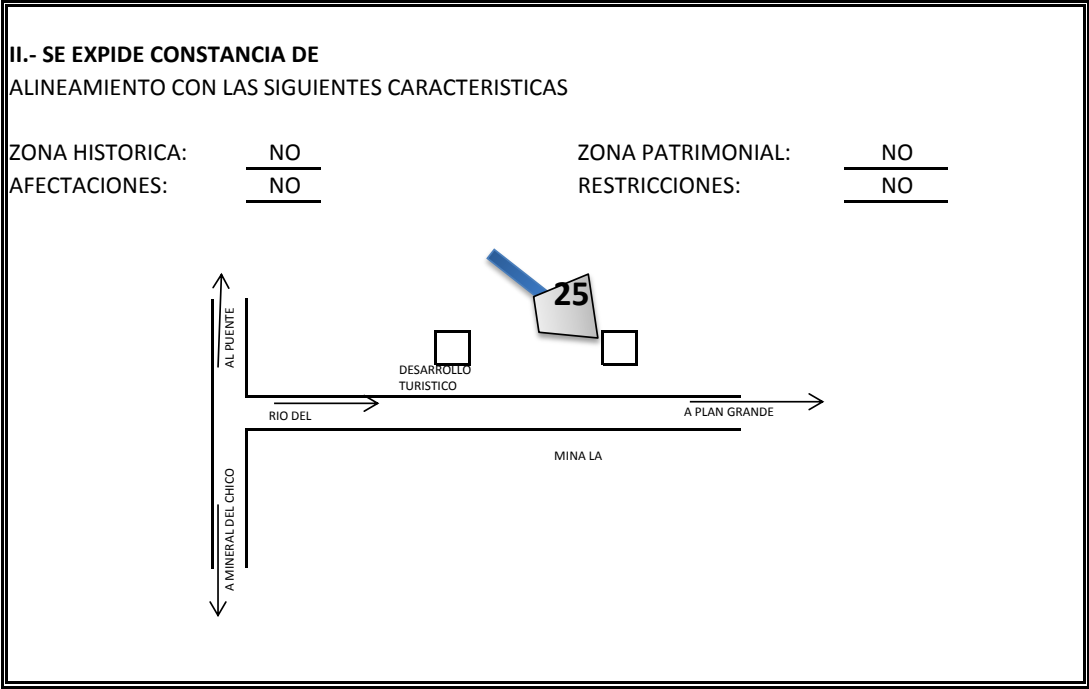 II.- SE EXPIDE CONSTANCIA DE
ALINEAMIENTO CON LAS SIGUIENTES CARACTERISTICAS
ZONA HISTORICA: NO ZONA PATRIMONIAL: NO
AFECTACIONES: NO RESTRICCIONES: NO
25
AL PUENTE
DESARROLLO
TURISTICO
RIO DEL
A PLAN GRANDE
MINA LA
A MINERAL DEL CHICO